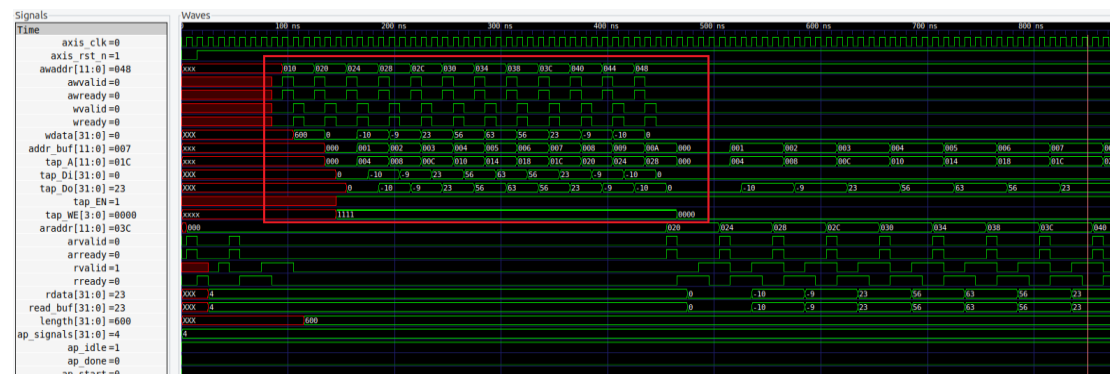 Signals Waves
Time 100 ns 200 ns 300 ns 400 ns 500 ns 600 ns 700 ns 800 ns
axis_clk=0
axis_rst_n=1
awaddr[11:0]=048 xxx 010 020 024 028 02C 030 034 038 03C 040 044 048
awvalid=0
awready=0
wvalid=0
wready=0
wdata[31:0]=0 XXX 600 0 -10 -9 23 56 63 56 23 -9 -10 0
addr_buf[11:0]=007 xxx 000 001 002 003 004 005 006 007 008 009 00A 000 001 002 003 004 005 006 007
tap_A[11:0]=01C xxx 000 004 008 00C 010 014 018 01C 020 024 028 000 004 008 00C 010 014 018 01C
tap_Di[31:0]=0 XXX 0 -10 -9 23 56 63 56 23 -9 -10 0
tap_Do[31:0]=23 XXX 0 -10 -9 23 56 63 56 23 -9 -10 0 -10 -9 23 56 63 56 23
tap_EN=1
tap_WE[3:0]=0000 xxxx 1111 0000
araddr[11:0]=03C 000 020 024 028 02C 030 034 038 03C 040
arvalid=0
arready=0
rvalid=1
rready=0
rdata[31:0]=23 XXX 4 0 -10 -9 23 56 63 56 23
read_buf[31:0]=23 XXX 4 0 -10 -9 23 56 63 56 23
length[31:0]=600 XXX 600
ap_signals[31:0]=4 4
ap_idle=1
ap_done=0